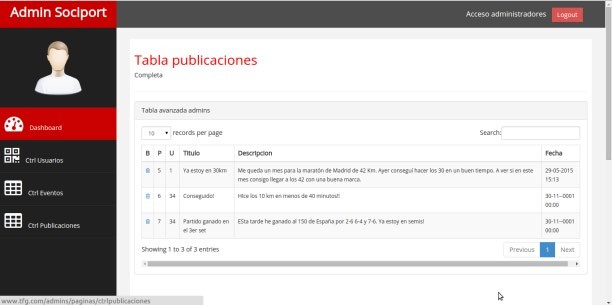 Admin Sociport
Acceso administradores Logout
Tabla publicaciones
Completa
Dashboard
Ctrl Usuarios
Ctrl Eventos
Ctrl Publicaciones
Tabla avanzada admins
10 records per page Search:
B P U Titulo Descripcion Fecha
5 1 Ya estoy en 30km Me queda un mes para la maratón de Madrid de 42 Km. Ayer consegui hacer los 30 en un buen tiempo. A ver si en este 29-05-2015
mes consigo llegar a los 42 con una buena marca. 15:13
6 34 Conseguido! Hice los 10 km en menos de 40 minutos!! 30-11--0001
00:00
7 34 Partido ganado en ESta tarde he ganado al 150 de España por 2-6 6-4 y 7-6. Ya estoy en semis! 30-11--0001
el 3er set 00:00
Showing 1 to 3 of 3 entries Previous 1 Next
www.tfg.com/admins/paginas/ctrlpublicaciones